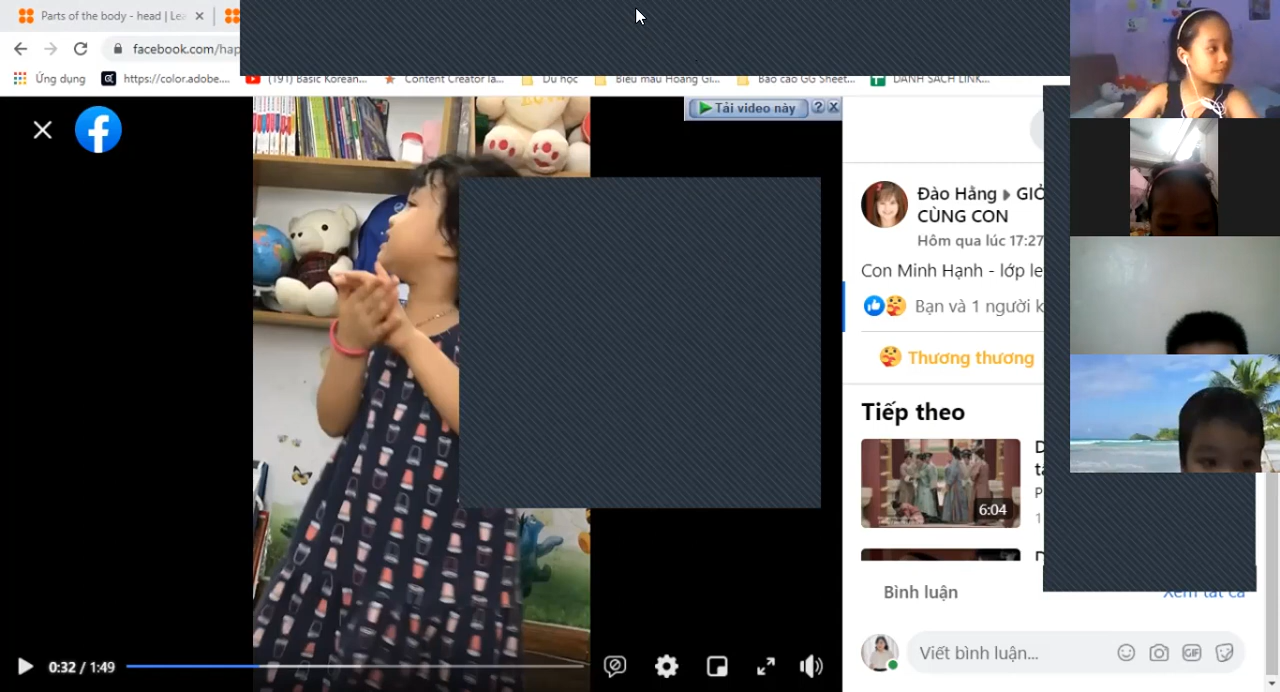 Parts of the body - head | Lea
facebook.com/hap
Ứng dụng
https://color.adobe....
(191) Basic Korean...
Content Creator là...
Du học
Biểu mẫu Hoàng Gi...
Báo cáo GG Sheet...
DANH SÁCH LINK...
Tải video này
? X
Đào Hằng ▸ GIỎ
CÙNG CON
Hôm qua lúc 17:27
Con Minh Hạnh - lớp le
Bạn và 1 người k
Thương thương
Tiếp theo
6:04
Bình luận
Xem tất cả
Viết bình luận...
GIF
0:32 / 1:49